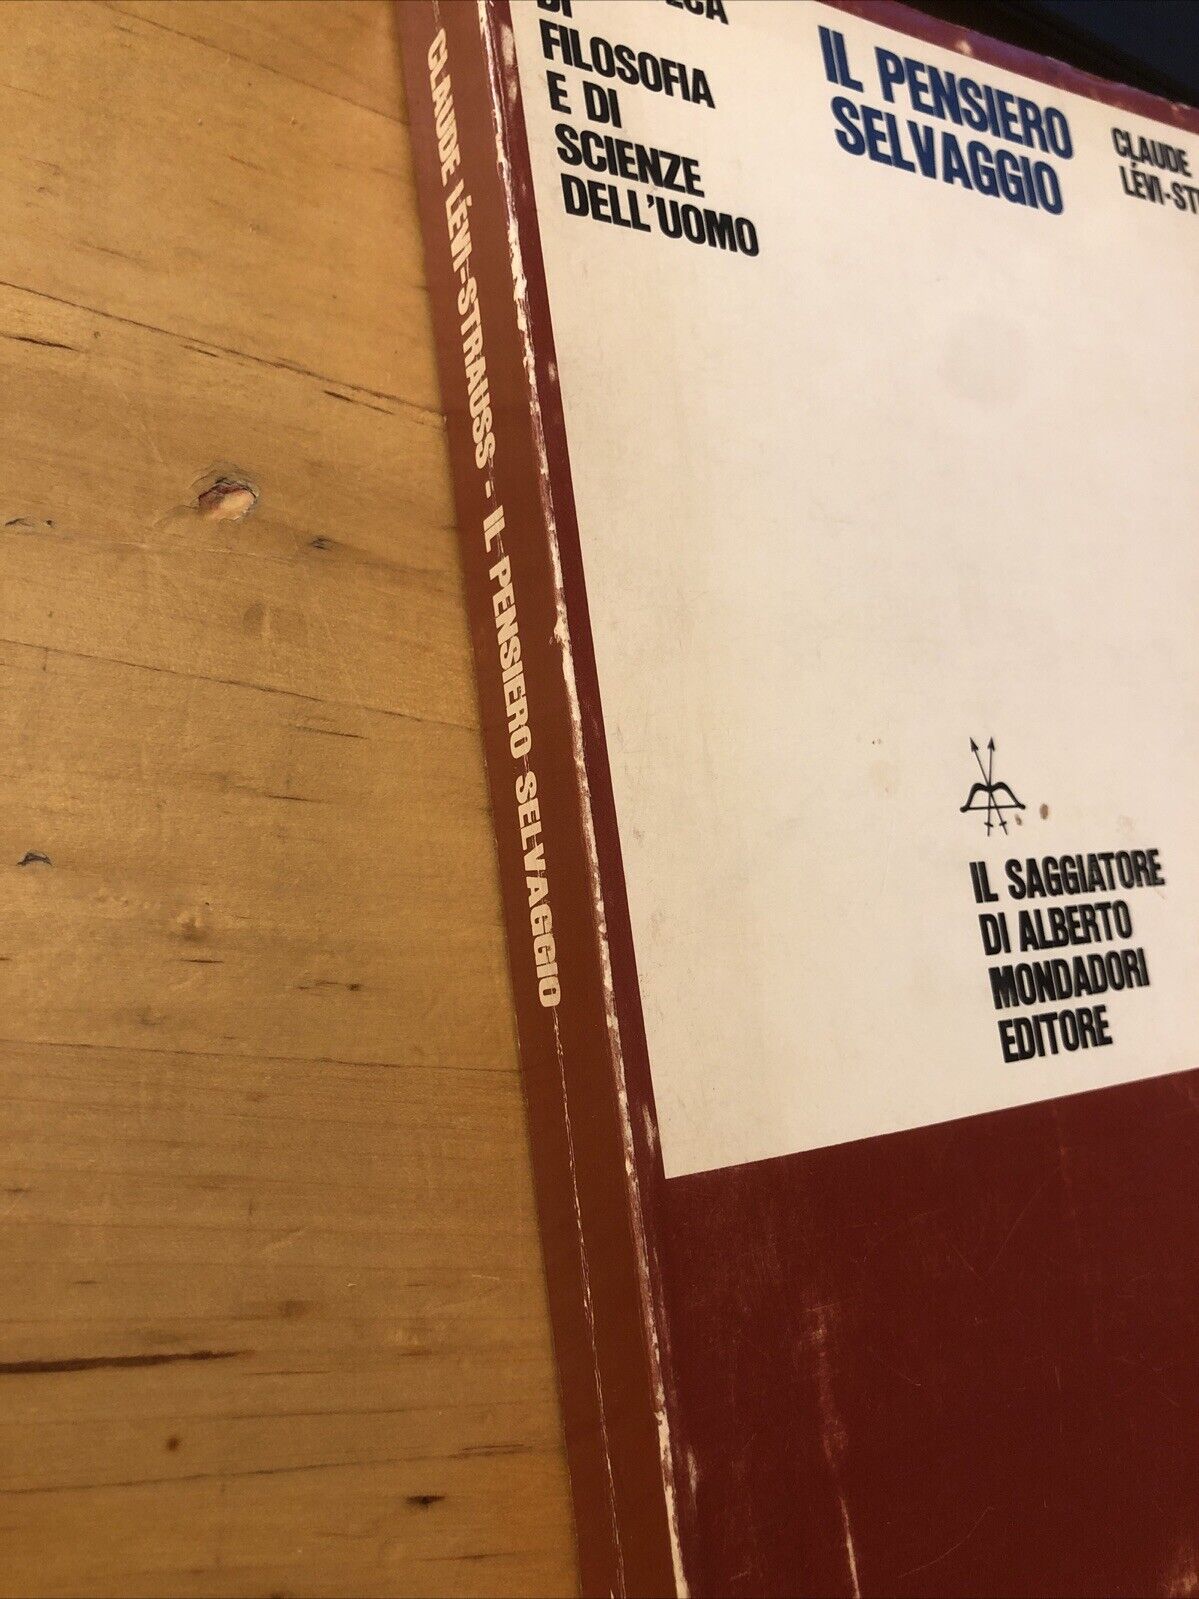 DI
FILOSOFIA
E DI
SCIENZE
DELL'UOMO
IL PENSIERO
SELVAGGIO
CLAUDE
CLAUDE LÉVI-STRAUSS - IL PENSIERO SELVAGGIO
IL SAGGIATORE
DI ALBERTO
MONDADORI
EDITORE